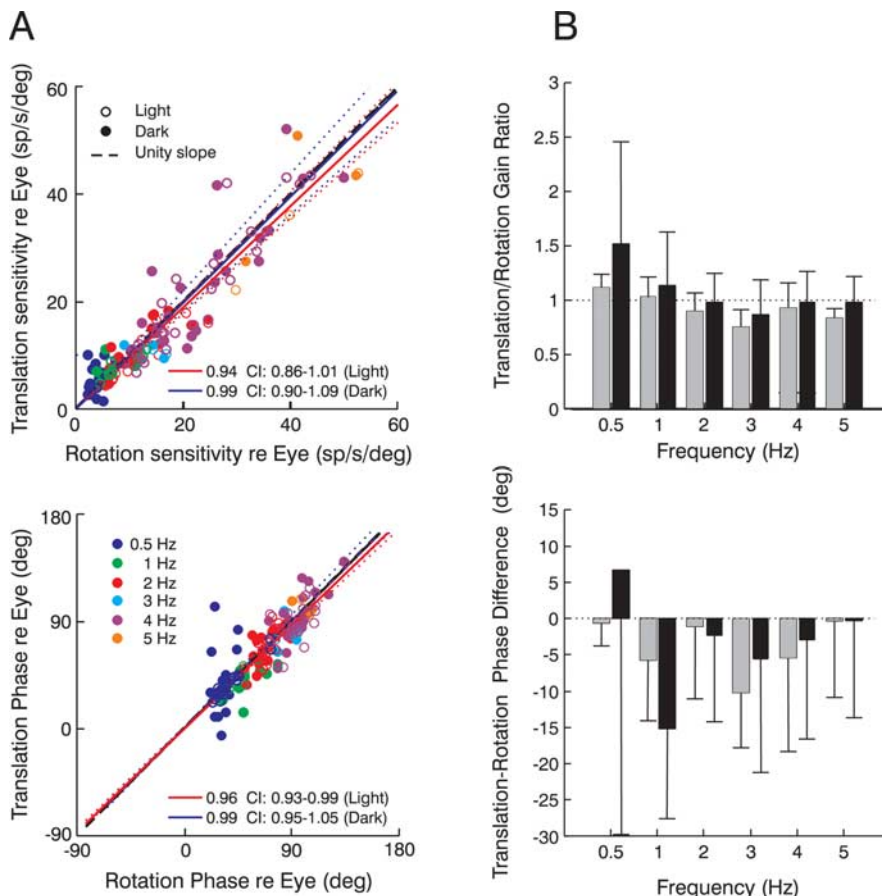 A
B
Translation sensitivity re Eye (sp/s/deg)
60
40
20
0
Light
Dark
Unity slope
0.94 CI: 0.86-1.01 (Light)
0.99 CI: 0.90-1.09 (Dark)
0 20 40 60
Rotation sensitivity re Eye (sp/s/deg)
Translation/Rotation Gain Ratio
3
2.5
2
1.5
1
0.5
0
0.5 1 2 3 4 5
Frequency (Hz)
Translation Phase re Eye (deg)
180
90
0
-90
0.5 Hz
1 Hz
2 Hz
3 Hz
4 Hz
5 Hz
0.96 CI: 0.93-0.99 (Light)
0.99 CI: 0.95-1.05 (Dark)
-90 0 90 180
Rotation Phase re Eye (deg)
Translation-Rotation Phase Difference (deg)
15
10
5
0
-5
-10
-15
-20
-25
-30
0.5 1 2 3 4 5
Frequency (Hz)